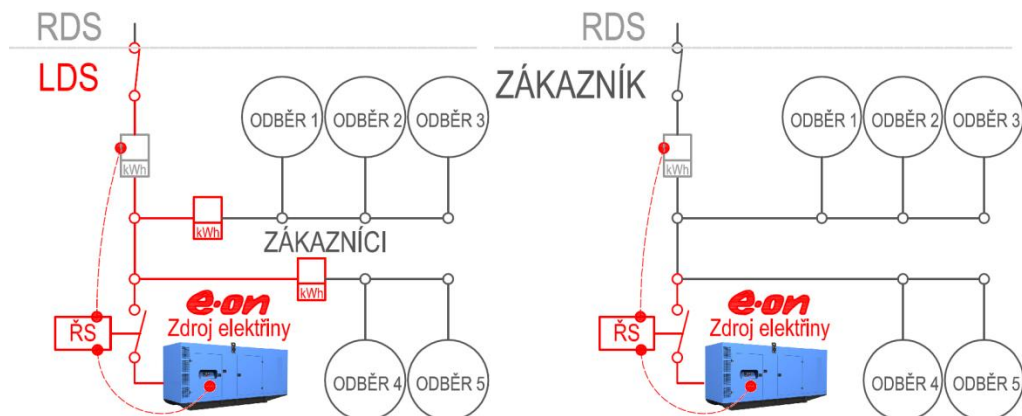 RDS
LDS
ODBĚR 1
ODBĚR 2
ODBĚR 3
kWh
kWh
ZÁKAZNÍCI
kWh
e·on
Zdroj elektřiny
ŘS
ODBĚR 4
ODBĚR 5
RDS
ZÁKAZNÍK
ODBĚR 1
ODBĚR 2
ODBĚR 3
kWh
e·on
Zdroj elektřiny
ŘS
ODBĚR 4
ODBĚR 5